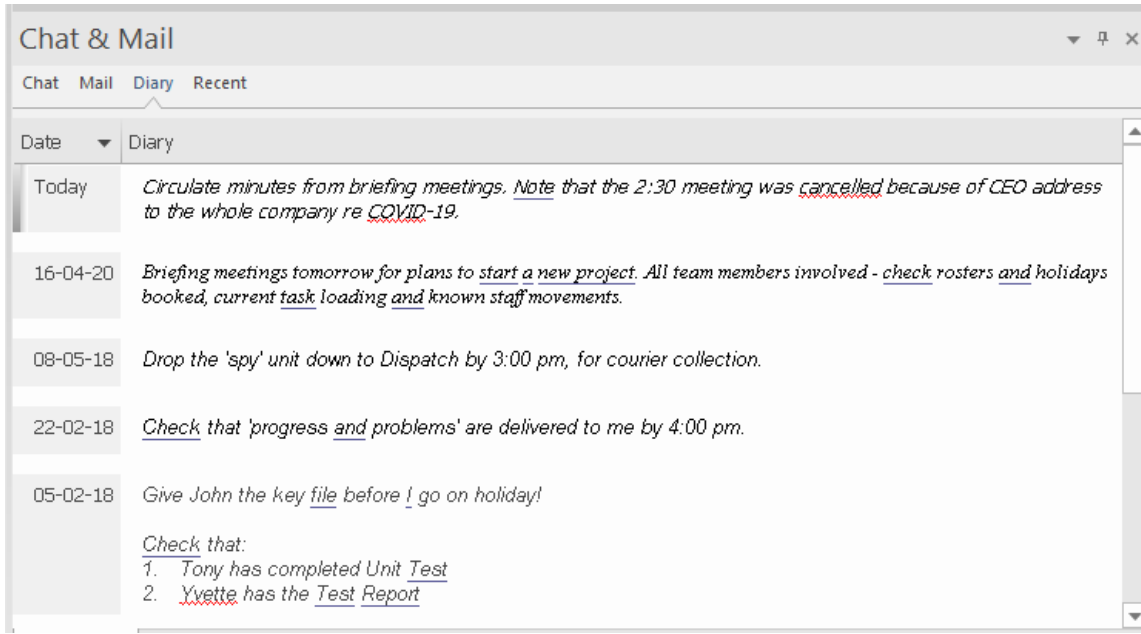 Chat & Mail
Chat Mail Diary Recent
Date Diary
Today Circulate minutes from briefing meetings. Note that the 2:30 meeting was cancelled because of CEO address
to the whole company re COVID-19.
16-04-20 Briefing meetings tomorrow for plans to start a new project. All team members involved - check rosters and holidays
booked, current task loading and known staff movements.
08-05-18 Drop the 'spy' unit down to Dispatch by 3:00 pm, for courier collection.
22-02-18 Check that 'progress and problems' are delivered to me by 4:00 pm.
05-02-18 Give John the key file before I go on holiday!
Check that:
1. Tony has completed Unit Test
2. Yvette has the Test Report